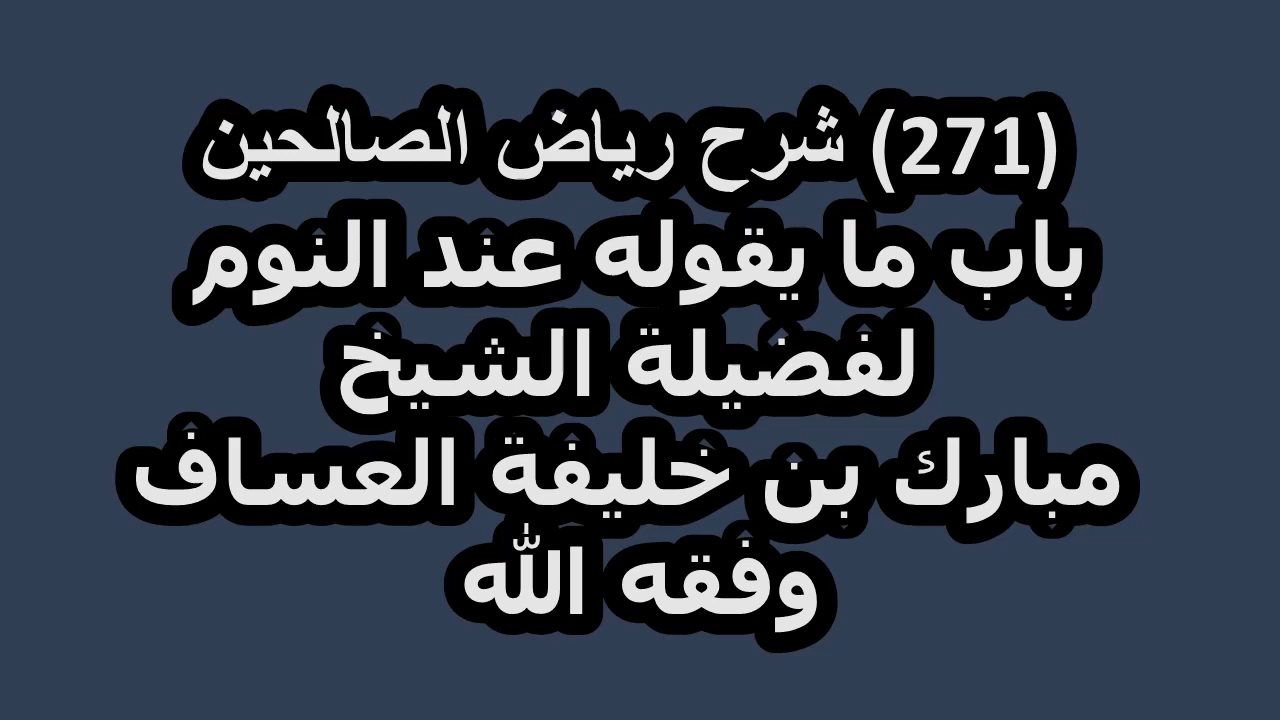 (271) شرح رياض الصالحين
باب ما يقوله عند النوم
لفضيلة الشيخ
مبارك بن خليفة العساف
وفقه الله